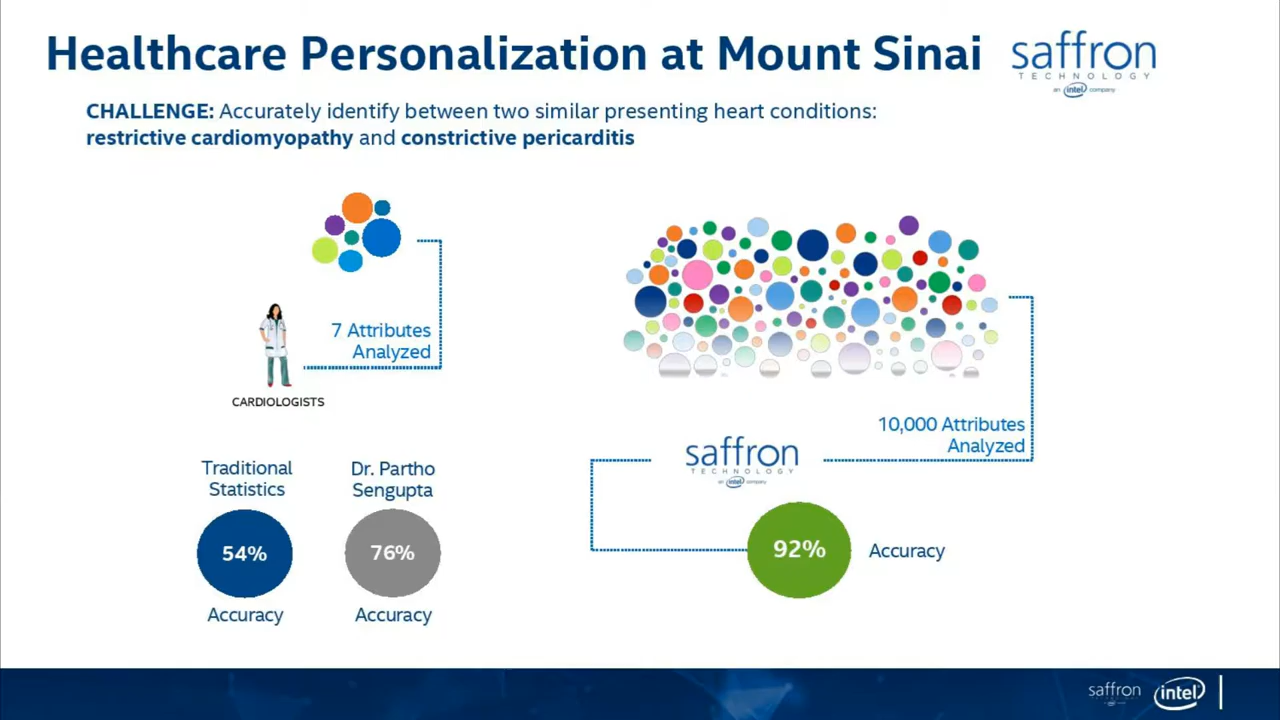 Healthcare Personalization at Mount Sinai
saffron
TECHNOLOGY
an intel company
CHALLENGE: Accurately identify between two similar presenting heart conditions:
restrictive cardiomyopathy and constrictive pericarditis
7 Attributes
Analyzed
CARDIOLOGISTS
10,000 Attributes
Analyzed
saffron
TECHNOLOGY
an intel company
Traditional
Statistics
Dr. Partho
Sengupta
54%
76%
92%
Accuracy
Accuracy
Accuracy
saffron
intel